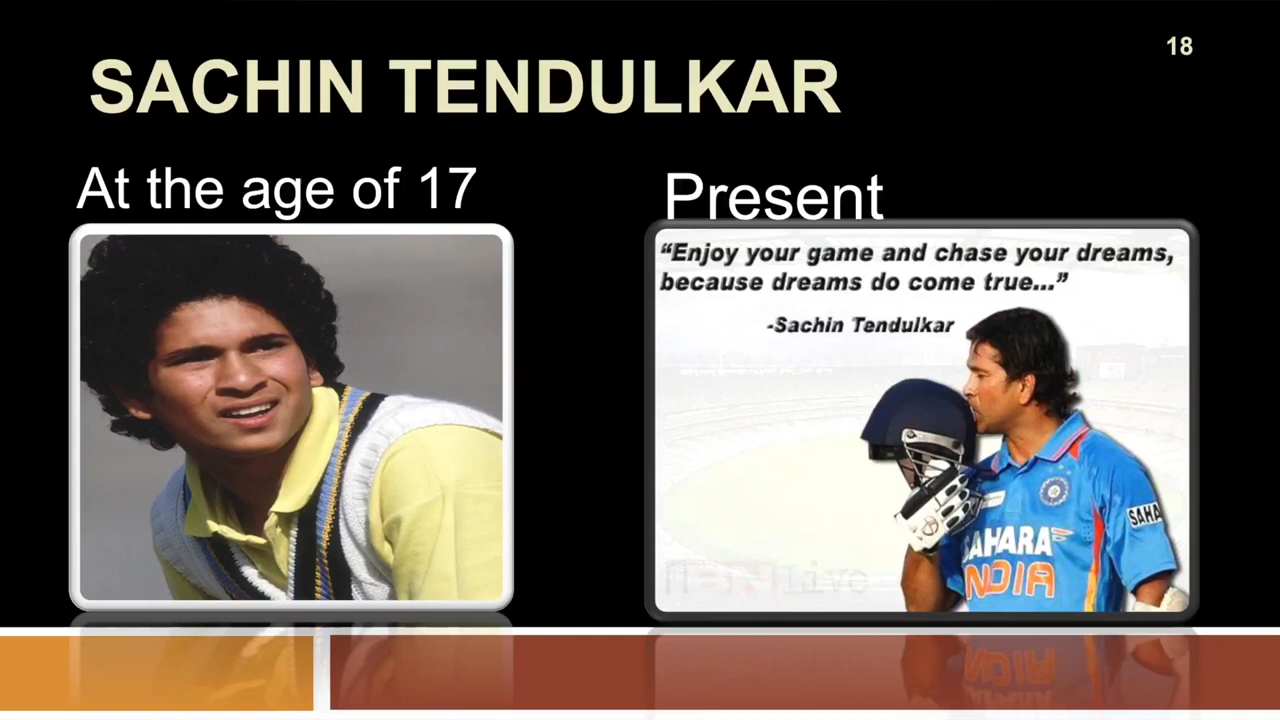 18
SACHIN TENDULKAR
At the age of 17
Present
“Enjoy your game and chase your dreams,
because dreams do come true...”
-Sachin Tendulkar
SAHA
SAHARA
INDIA
Live